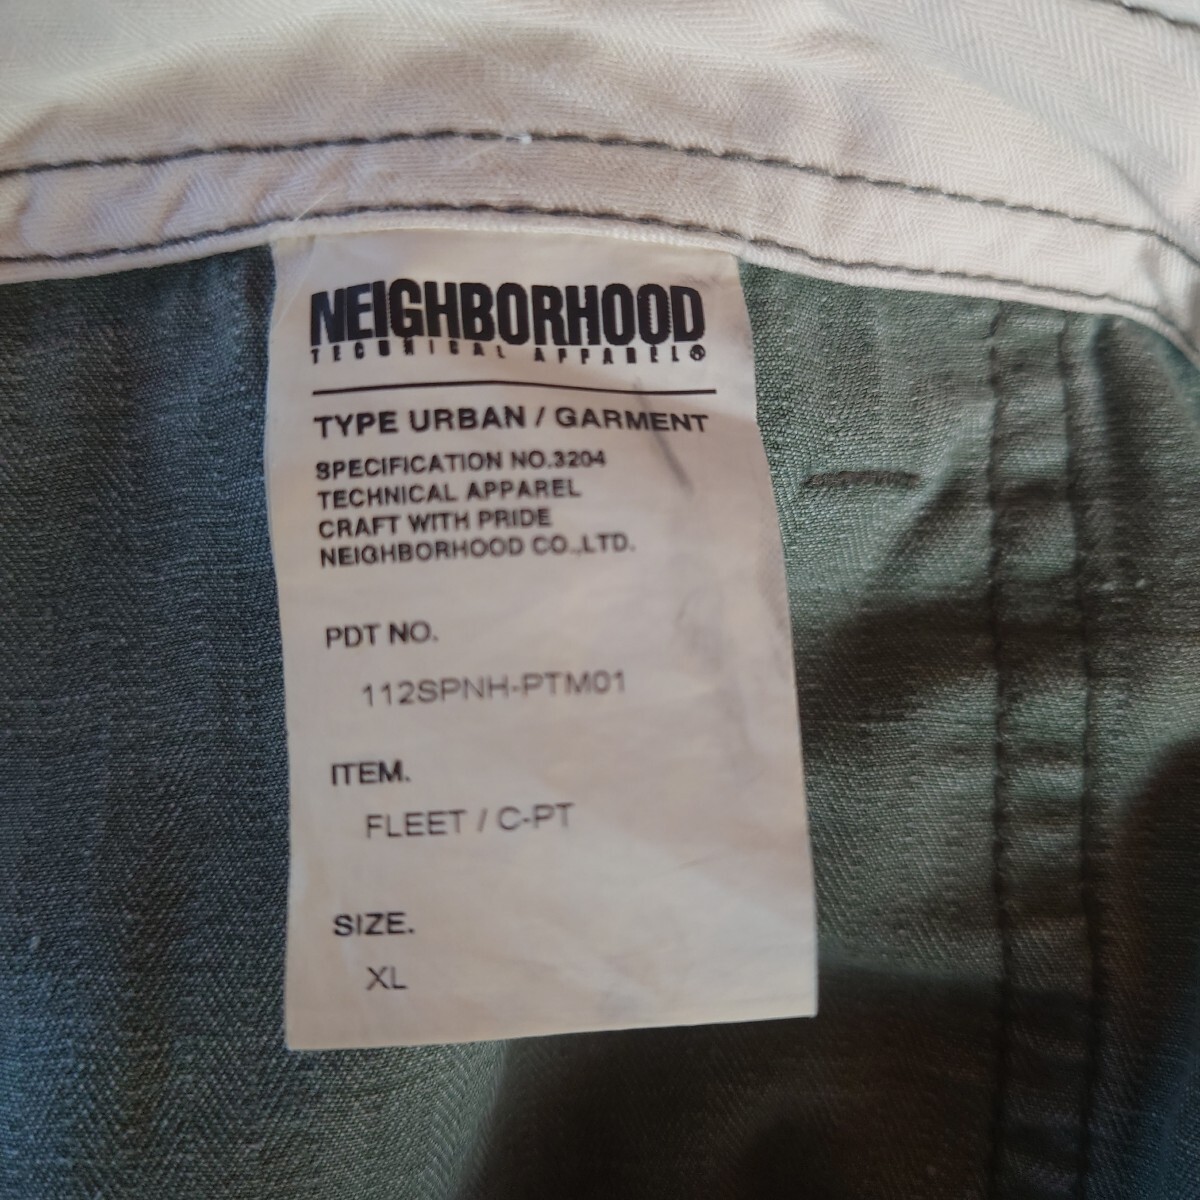 NEIGHBORHOOD
TECHNICAL APPAREL®
TYPE URBAN / GARMENT
SPECIFICATION NO.3204
TECHNICAL APPAREL
CRAFT WITH PRIDE
NEIGHBORHOOD CO.,LTD.
PDT NO.
112SPNH-PTM01
ITEM.
FLEET / C-PT
SIZE.
XL